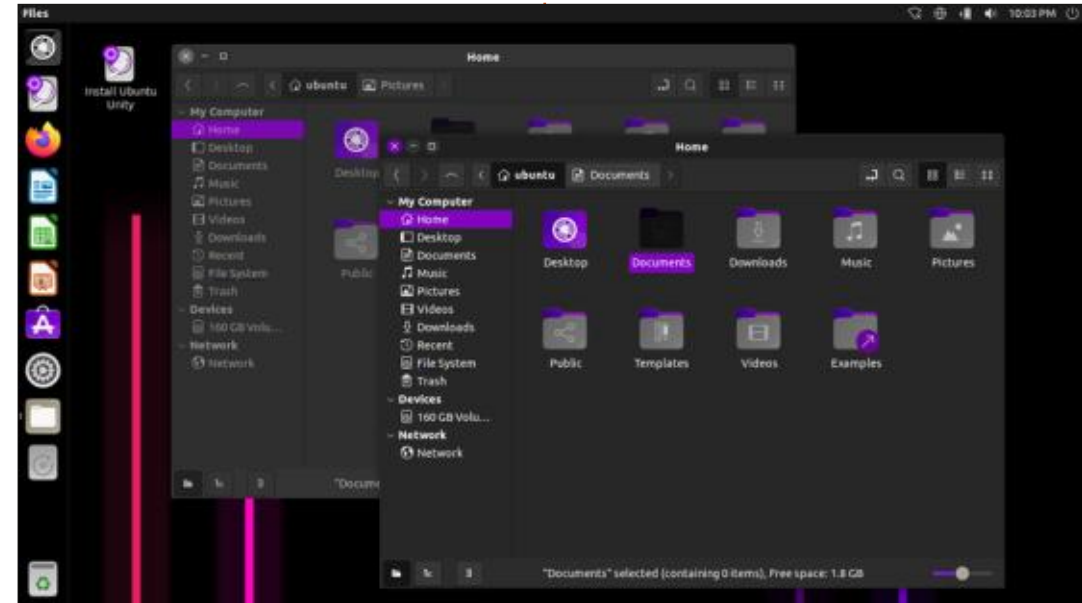 Files
10:03 PM
Install Ubuntu
Unity
Home
ubuntu
Pictures
My Computer
Home
Desktop
Documents
Music
Pictures
Videos
Downloads
Recent
File System
Trash
Devices
160 GB Volu...
Network
Network
Desktop
Public
"Docume
Home
ubuntu
Documents
My Computer
Home
Desktop
Documents
Music
Pictures
Videos
Downloads
Recent
File System
Trash
Devices
160 GB Volu...
Network
Network
Desktop
Documents
Downloads
Music
Pictures
Public
Templates
Videos
Examples
"Documents" selected (containing 0 items), Free space: 1.8 GB